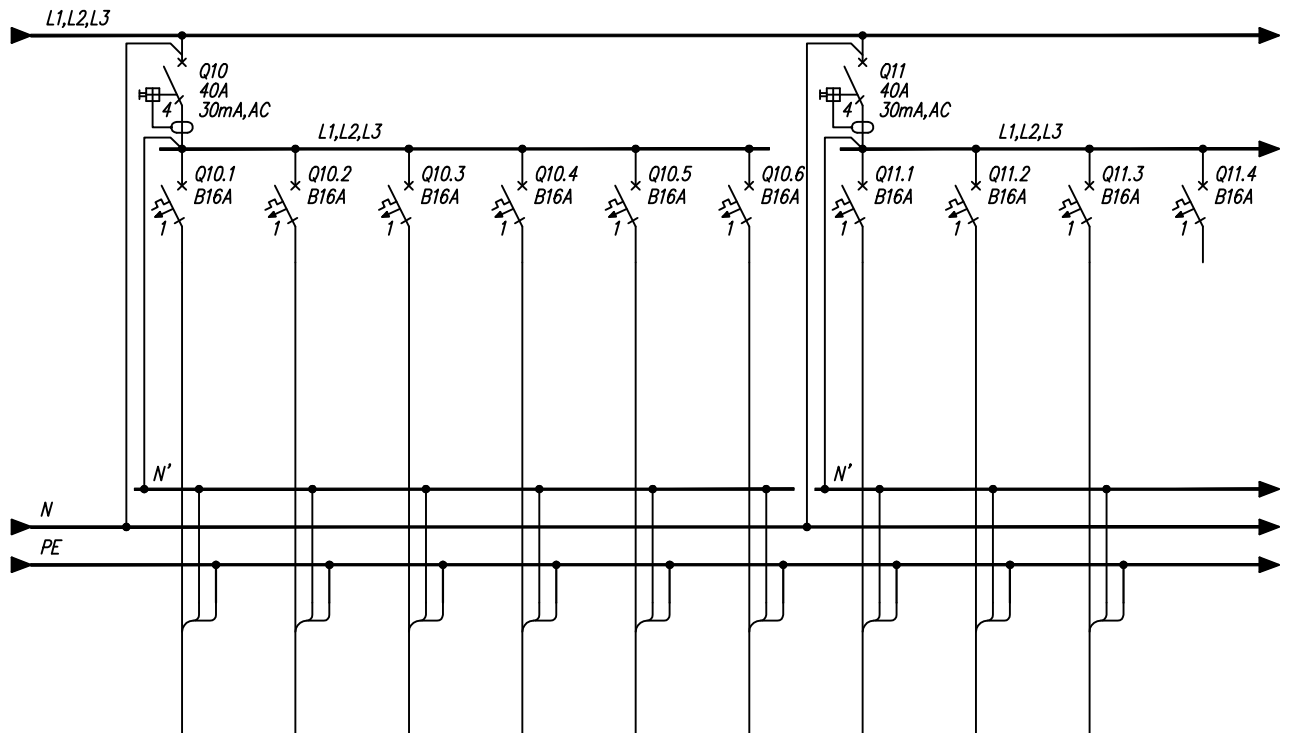 L1,L2,L3
Q10
40A
4 30mA,AC
Q11
40A
4 30mA,AC
L1,L2,L3
L1,L2,L3
Q10.1
B16A
1
Q10.2
B16A
1
Q10.3
B16A
1
Q10.4
B16A
1
Q10.5
B16A
1
Q10.6
B16A
1
Q11.1
B16A
1
Q11.2
B16A
1
Q11.3
B16A
1
Q11.4
B16A
1
N'
N'
N
PE